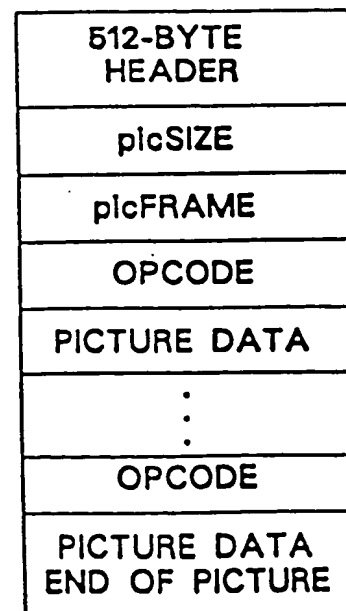 512-BYTE
HEADER
picSIZE
picFRAME
OPCODE
PICTURE DATA
.
.
.
OPCODE
PICTURE DATA
END OF PICTURE